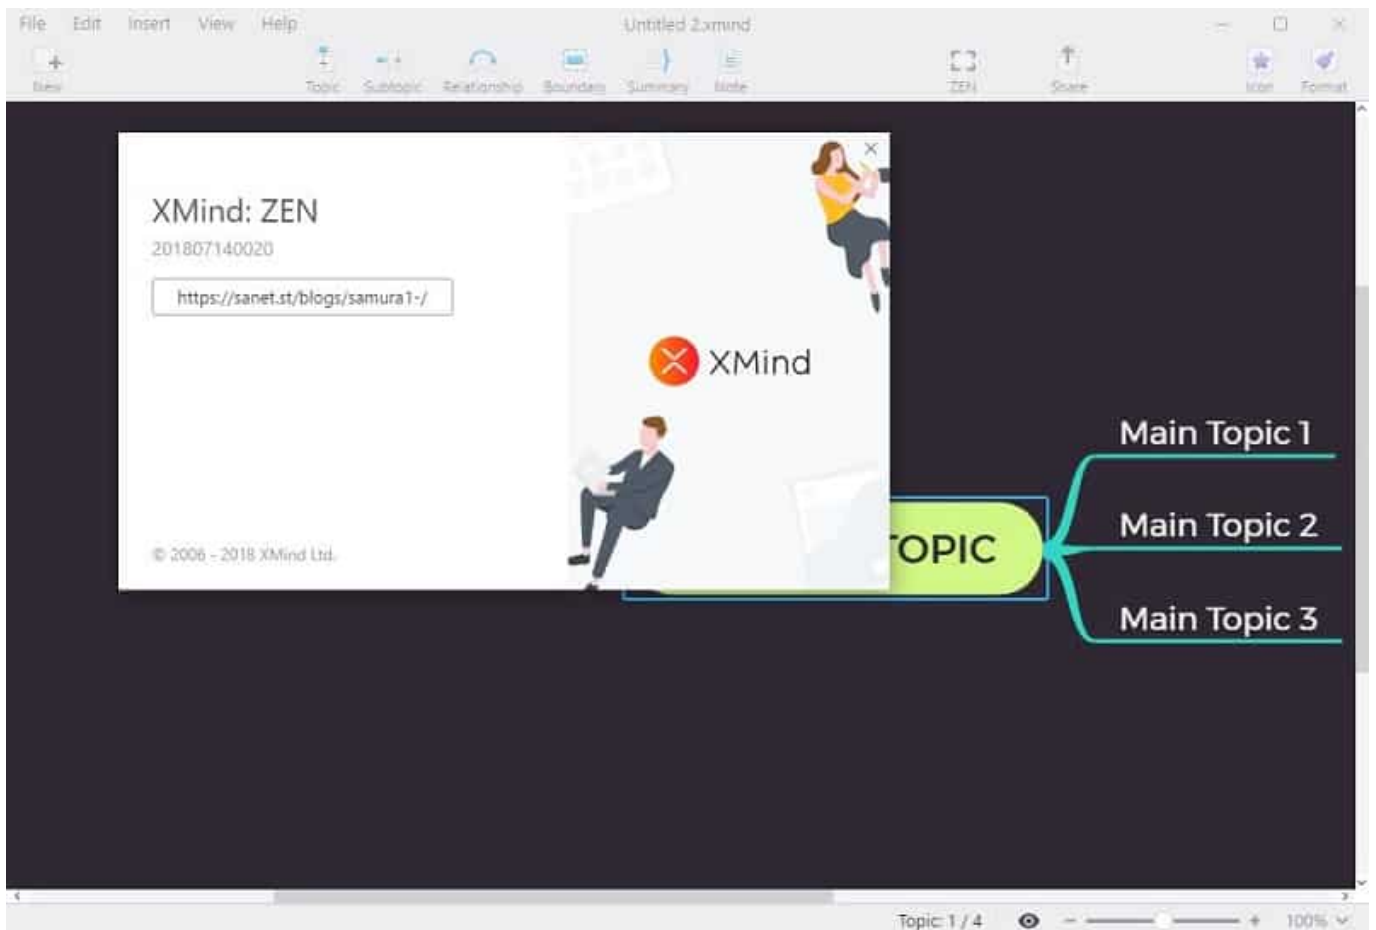 File Edit Insert View Help Untitled 2.xmind
New Topic Subtopic Relationship Boundary Summary Note ZEN Share Icon Format
XMind: ZEN
201807140020
https://sanet.st/blogs/samura1-/
XMind
© 2006 - 2018 XMind Ltd.
Main Topic 1
TOPIC
Main Topic 2
Main Topic 3
Topic: 1 / 4 100%